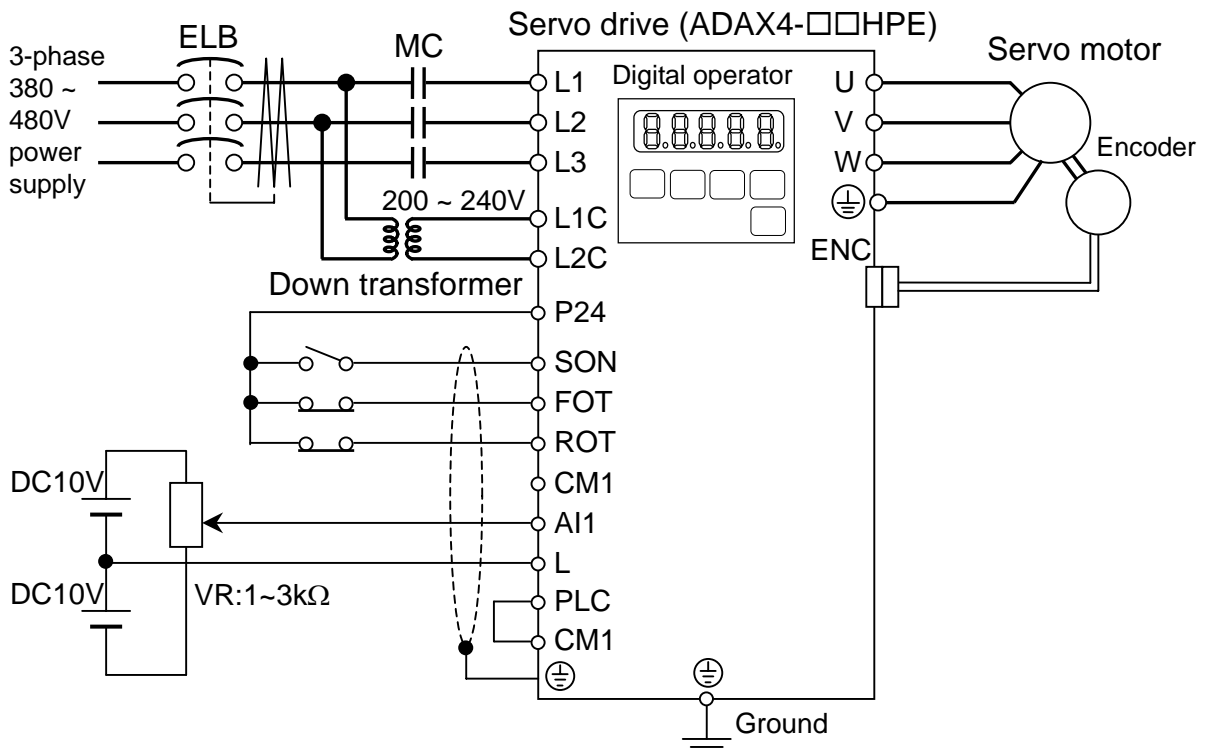 Servo drive (ADAX4-□□HPE)
3-phase
380 ~
480V
power
supply
ELB
MC
L1
L2
L3
200 ~ 240V
L1C
L2C
Down transformer
Digital operator
8.8.8.8.8.
U
V
W
ENC
Servo motor
Encoder
P24
SON
FOT
ROT
CM1
AI1
L
PLC
CM1
DC10V
DC10V
VR:1~3kΩ
Ground